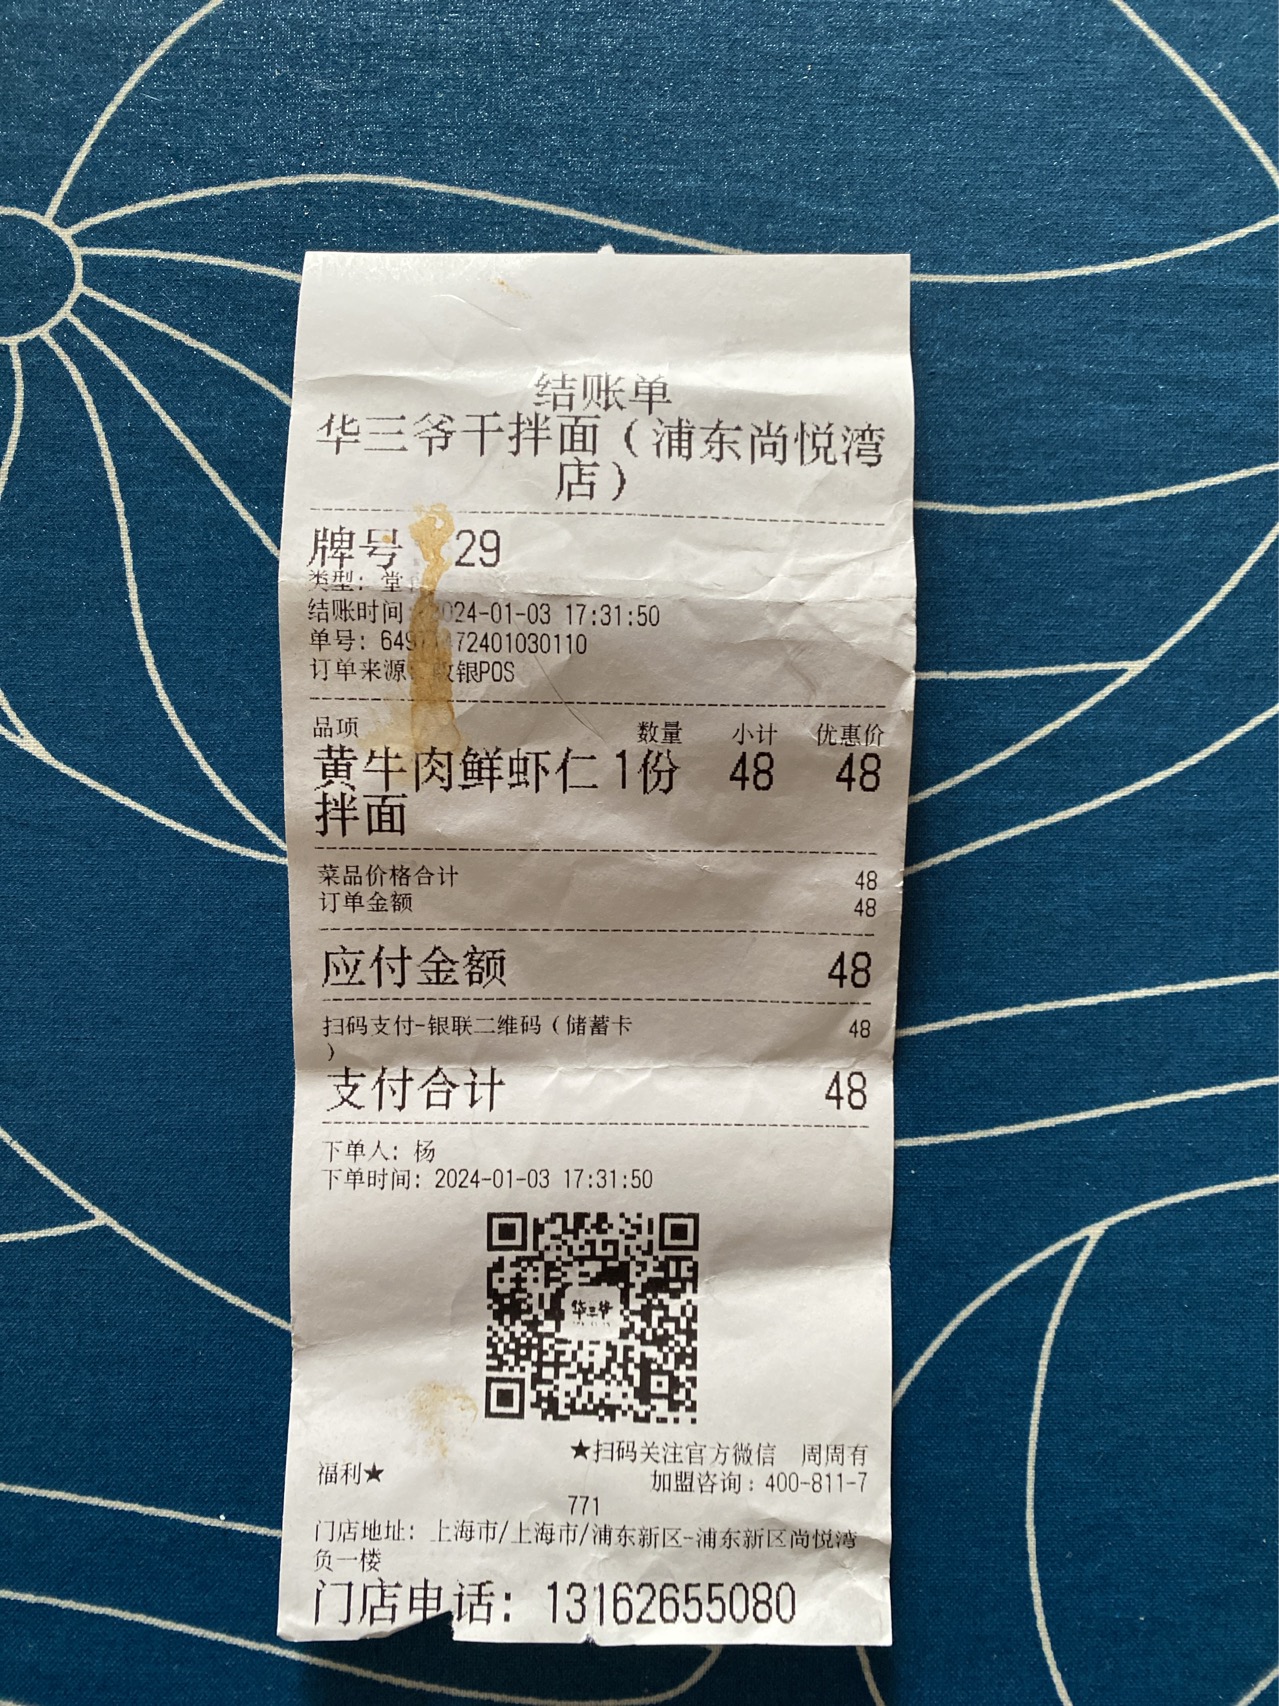 结账单
华三爷干拌面（浦东尚悦湾
店）
牌号 29
类型：堂
结账时间：2024-01-03 17:31:50
单号：649 472401030110
订单来源：收银POS
品项 数量 小计 优惠价
黄牛肉鲜虾仁 1份 48 48
拌面
菜品价格合计 48
订单金额 48
应付金额 48
扫码支付-银联二维码（储蓄卡 48
）
支付合计 48
下单人：杨
下单时间：2024-01-03 17:31:50
华三爷
★扫码关注官方微信 周周有
福利★
加盟咨询：400-811-7
771
门店地址：上海市/上海市/浦东新区-浦东新区尚悦湾
负一楼
门店电话：13162655080